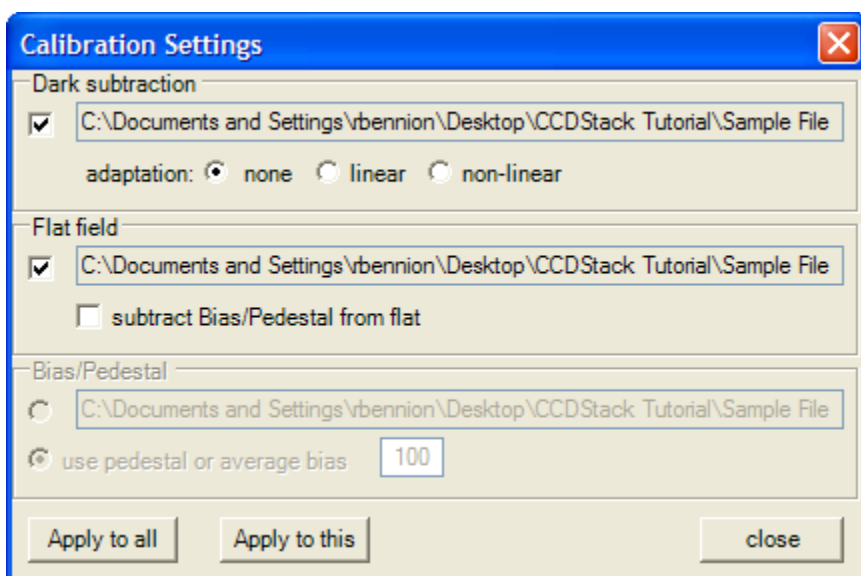 Calibration Settings
Dark subtraction
C:\Documents and Settings\rbennion\Desktop\CCDStack Tutorial\Sample File
adaptation: none linear non-linear
Flat field
C:\Documents and Settings\rbennion\Desktop\CCDStack Tutorial\Sample File
subtract Bias/Pedestal from flat
Bias/Pedestal
C:\Documents and Settings\rbennion\Desktop\CCDStack Tutorial\Sample File
use pedestal or average bias 100
Apply to all Apply to this close